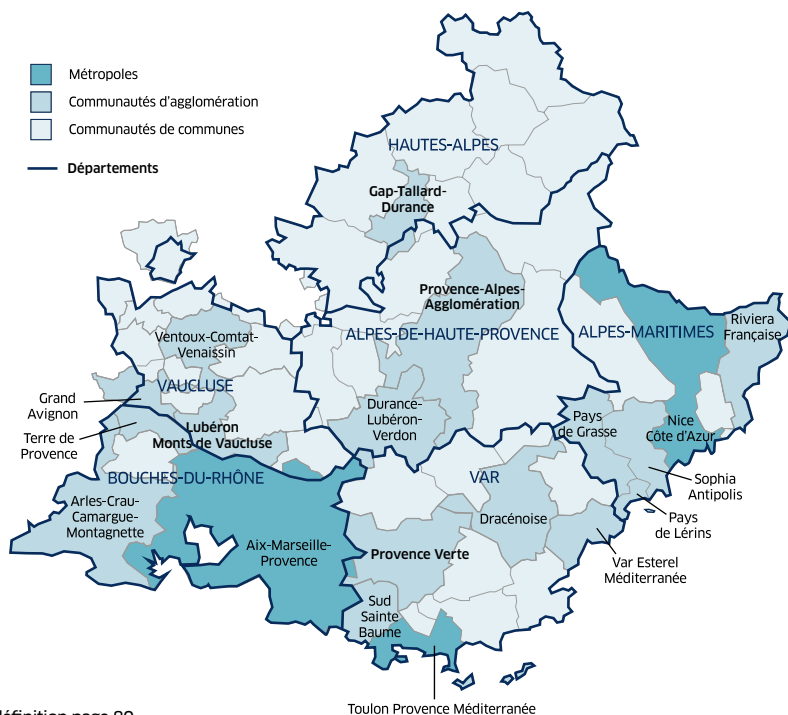 Métropoles
Communautés d'agglomération
Communautés de communes
Départements
HAUTES-ALPES
Gap-Tallard-
Durance
Provence-Alpes-
Agglomération
ALPES-DE-HAUTE-PROVENCE
ALPES-MARITIMES
Riviera
Française
Ventoux-Comtat-
Venaissin
VAUCLUSE
Grand
Avignon
Terre de
Provence
Lubéron
Monts de Vaucluse
Durance-
Lubéron-
Verdon
Pays
de Grasse
Nice
Côte d'Azur
BOUCHES-DU-RHÔNE
VAR
Sophia
Antipolis
Arles-Crau-
Camargue-
Montagnette
Dracénoise
Pays
de Lérins
Aix-Marseille-
Provence
Provence Verte
Var Esterel
Méditerranée
Sud
Sainte
Baume
Toulon Provence Méditerranée
définition page 80